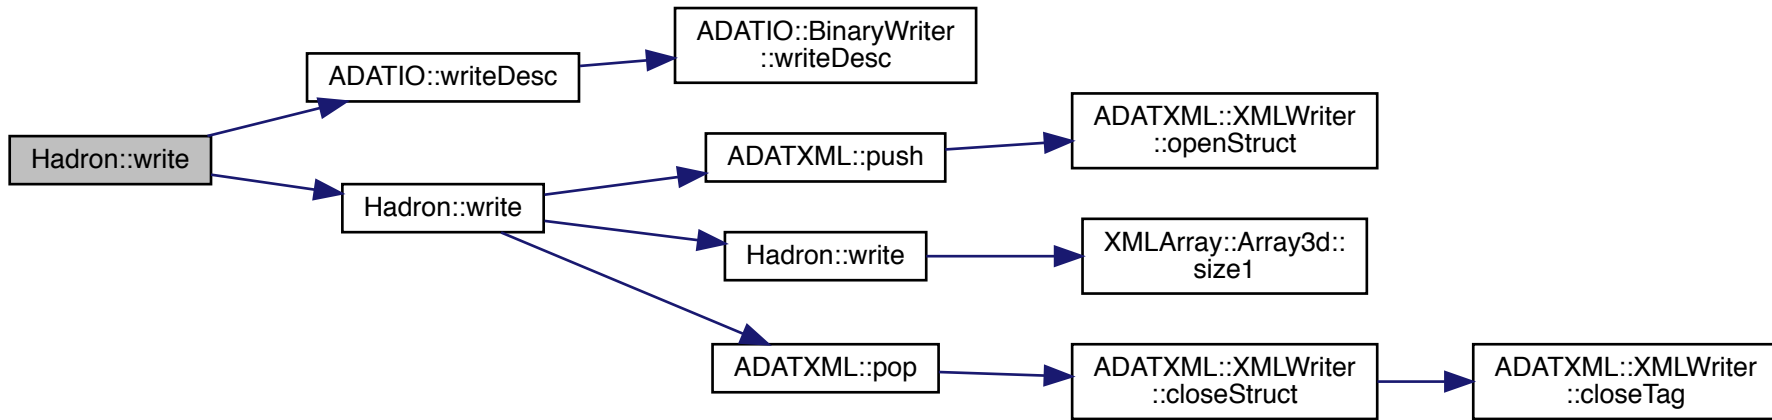 Hadron::write
ADATIO::writeDesc
ADATIO::BinaryWriter
::writeDesc
Hadron::write
ADATXML::push
ADATXML::XMLWriter
::openStruct
Hadron::write
XMLArray::Array3d::
size1
ADATXML::pop
ADATXML::XMLWriter
::closeStruct
ADATXML::XMLWriter
::closeTag